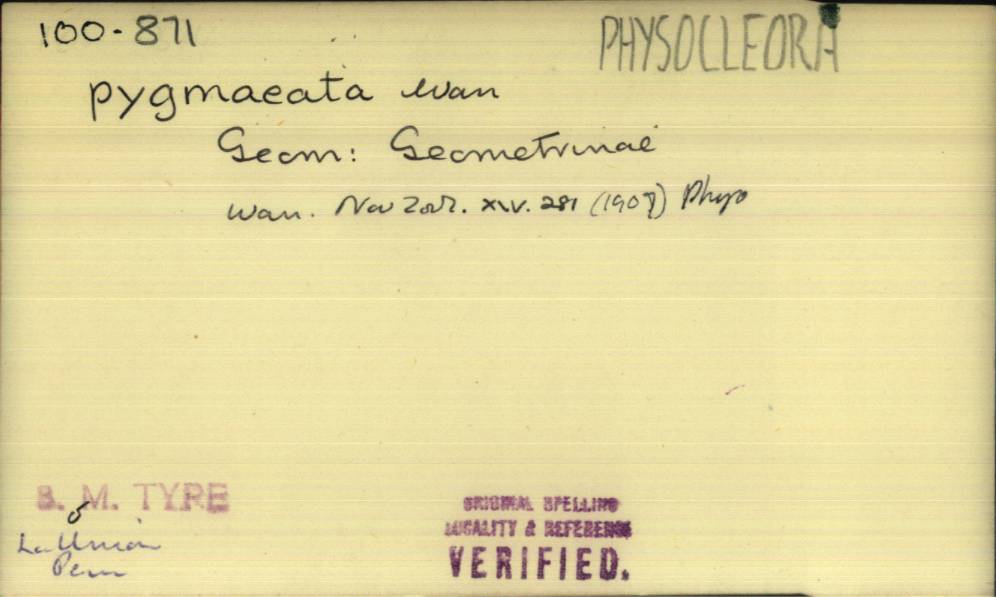 100-871
PHYSOCLEORA
pygmaeata Warr
Geom: Geometrinae
Warr. Nov Zool. XIV. 281 (1907) Phys
B. M. TYPE
♂
La Union
Peru
ORIGINAL SPELLING
LOCALITY & REFERENCE
VERIFIED.